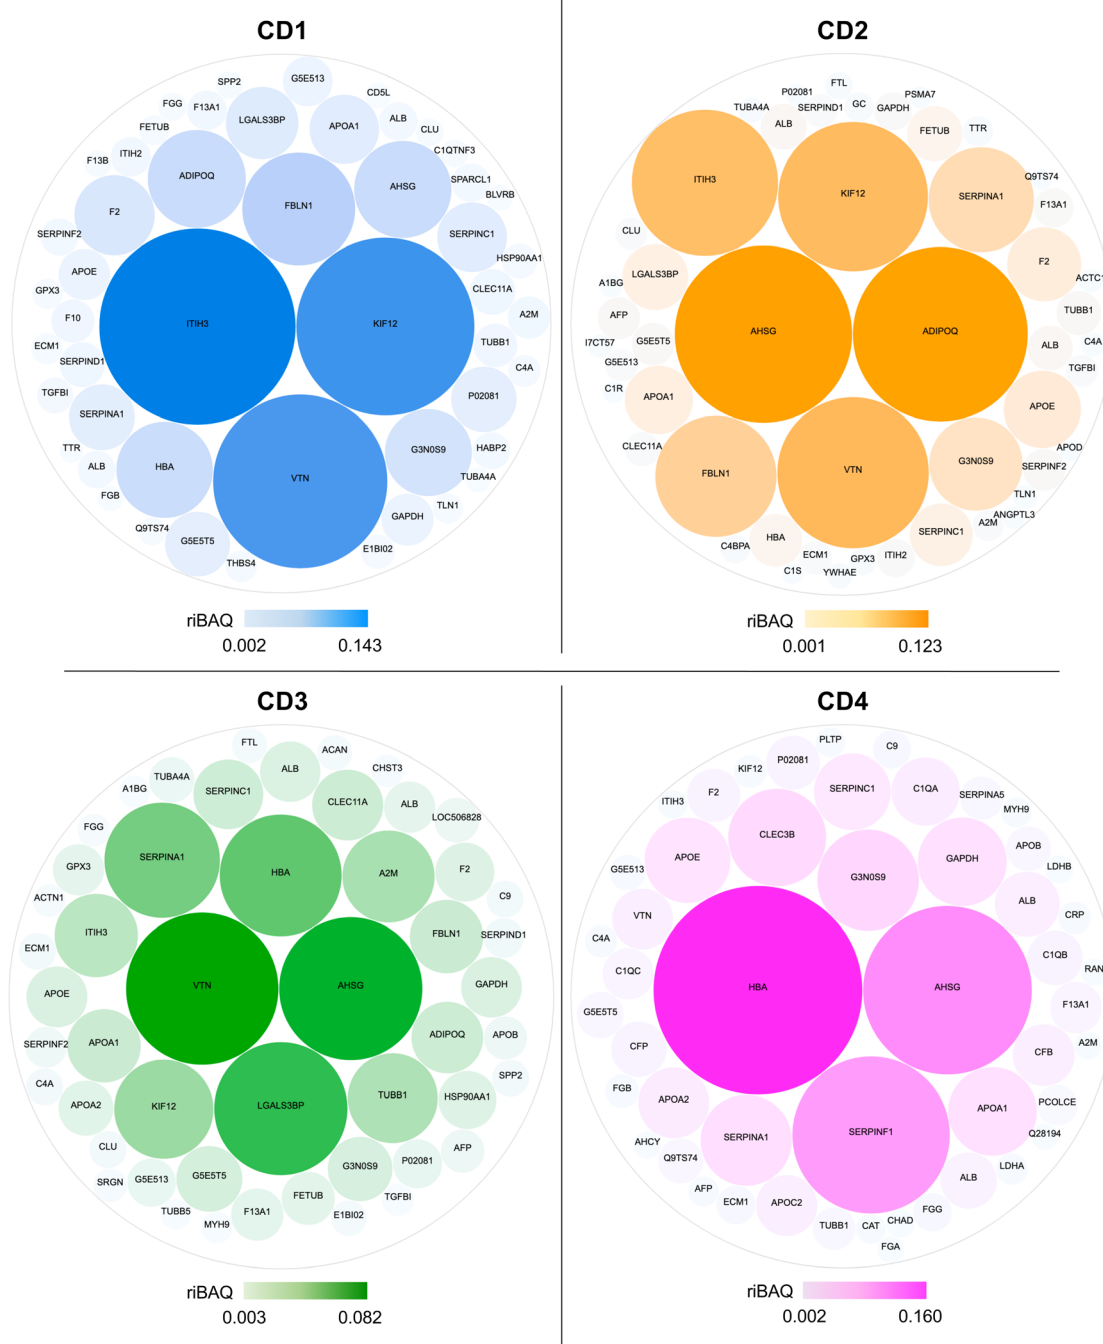 CD1
G5E513
SPP2
CD5L
FGG
F13A1
LGALS3BP
APOA1
ALB
CLU
FETUB
C1QTNF3
F13B
ITIH2
ADIPOQ
AHSG
SPARCL1
BLVRB
F2
FBLN1
SERPINF2
SERPINC1
HSP90AA1
APOE
GPX3
CLEC11A
F10
ITIH3
KIF12
A2M
ECM1
TUBB1
SERPIND1
C4A
TGFBI
P02081
SERPINA1
TTR
G3N0S9
HABP2
ALB
HBA
VTN
TUBA4A
FGB
TLN1
GAPDH
Q9TS74
G5E5T5
E1BI02
THBS4
riBAQ
0.002 0.143
CD2
FTL
P02081
PSMA7
TUBA4A
SERPIND1
GC
GAPDH
ALB
FETUB
TTR
ITIH3
KIF12
SERPINA1
Q9TS74
F13A1
CLU
LGALS3BP
F2
A1BG
ACTC1
AFP
TUBB1
AHSG
ADIPOQ
I7CT57
G5E5T5
ALB
C4A
G5E513
TGFBI
C1R
APOA1
APOE
CLEC11A
APOD
FBLN1
VTN
G3N0S9
SERPINF2
TLN1
ANGPTL3
A2M
SERPINC1
HBA
C4BPA
ECM1
GPX3
ITIH2
C1S
YWHAE
riBAQ
0.001 0.123
CD3
FTL
ACAN
ALB
CHST3
TUBA4A
A1BG
SERPINC1
CLEC11A
ALB
LOC506828
FGG
SERPINA1
GPX3
HBA
A2M
F2
ACTN1
C9
ITIH3
FBLN1
SERPIND1
ECM1
VTN
AHSG
GAPDH
APOE
ADIPOQ
APOB
SERPINF2
APOA1
SPP2
C4A
APOA2
KIF12
LGALS3BP
TUBB1
HSP90AA1
CLU
AFP
SRGN
G5E513
G5E5T5
G3N0S9
P02081
TUBB5
FETUB
TGFBI
MYH9
F13A1
E1BI02
riBAQ
0.003 0.082
CD4
PLTP
C9
P02081
KIF12
ITIH3
F2
SERPINC1
C1QA
SERPINA5
MYH9
CLEC3B
APOE
GAPDH
APOB
LDHB
G5E513
G3N0S9
ALB
VTN
CRP
C4A
C1QB
C1QC
RAN
HBA
AHSG
G5E5T5
F13A1
CFP
CFB
A2M
FGB
APOA2
APOA1
PCOLCE
AHCY
SERPINA1
SERPINF1
Q28194
Q9TS74
LDHA
AFP
ALB
ECM1
APOC2
FGG
TUBB1
CAT
CHAD
FGA
riBAQ
0.002 0.160